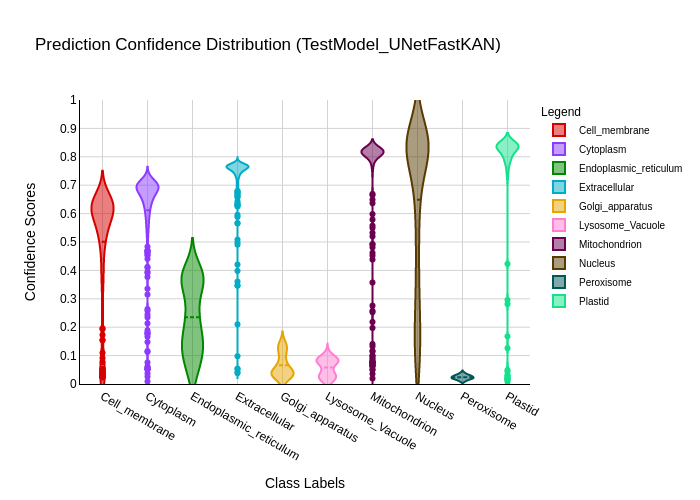 Prediction Confidence Distribution (TestModel_UNetFastKAN)
Legend
Cell_membrane
Cytoplasm
Endoplasmic_reticulum
Extracellular
Golgi_apparatus
Lysosome_Vacuole
Mitochondrion
Nucleus
Peroxisome
Plastid
Confidence Scores
1
0.9
0.8
0.7
0.6
0.5
0.4
0.3
0.2
0.1
0
Cell_membrane
Cytoplasm
Endoplasmic_reticulum
Extracellular
Golgi_apparatus
Lysosome_Vacuole
Mitochondrion
Nucleus
Peroxisome
Plastid
Class Labels